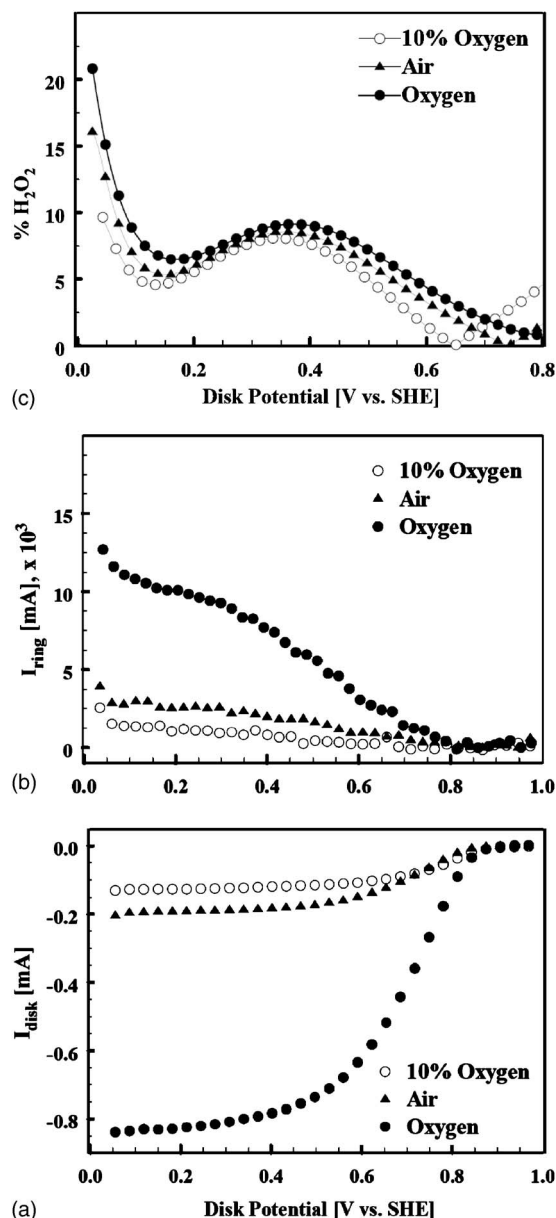 10% Oxygen
Air
Oxygen
20
15
10
5
0
% H₂O₂
0.0 0.2 0.4 0.6 0.8
(c)
Disk Potential [V vs. SHE]
10% Oxygen
Air
Oxygen
15
10
5
0
I_ring [mA], x 10³
0.0 0.2 0.4 0.6 0.8 1.0
(b)
0.0
-0.2
-0.4
-0.6
-0.8
I_disk [mA]
10% Oxygen
Air
Oxygen
0.0 0.2 0.4 0.6 0.8 1.0
(a)
Disk Potential [V vs. SHE]